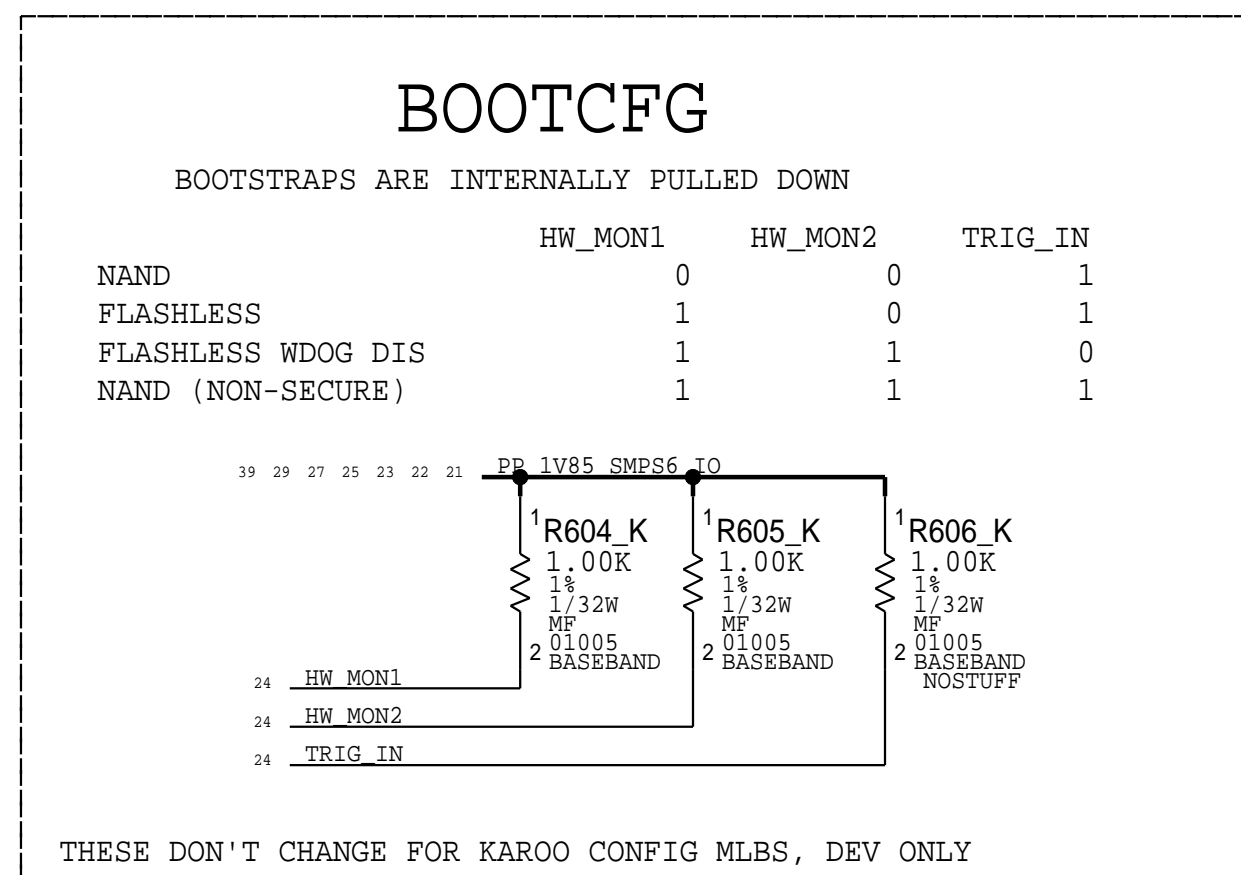 BOOTCFG
BOOTSTRAPS ARE INTERNALLY PULLED DOWN
HW_MON1 HW_MON2 TRIG_IN
NAND 0 0 1
FLASHLESS 1 0 1
FLASHLESS WDOG DIS 1 1 0
NAND (NON-SECURE) 1 1 1
39 29 27 25 23 22 21 PP_1V85_SMPS6_IO
1 R604_K
1.00K
1%
1/32W
MF
01005
2 BASEBAND
1 R605_K
1.00K
1%
1/32W
MF
01005
2 BASEBAND
1 R606_K
1.00K
1%
1/32W
MF
01005
2 BASEBAND
NOSTUFF
24 HW_MON1
24 HW_MON2
24 TRIG_IN
THESE DON'T CHANGE FOR KAROO CONFIG MLBS, DEV ONLY